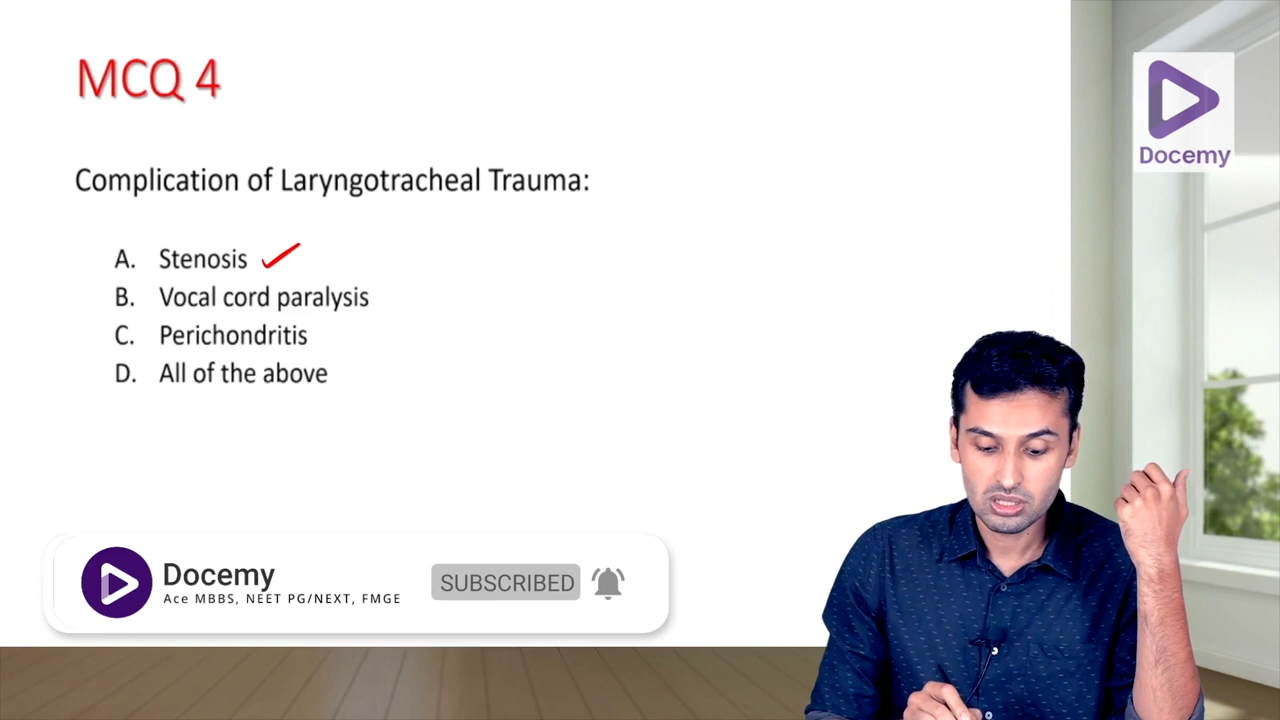 MCQ 4
Docemy
Complication of Laryngotracheal Trauma:
A. Stenosis
B. Vocal cord paralysis
C. Perichondritis
D. All of the above
Docemy
Ace MBBS, NEET PG/NEXT, FMGE
SUBSCRIBED